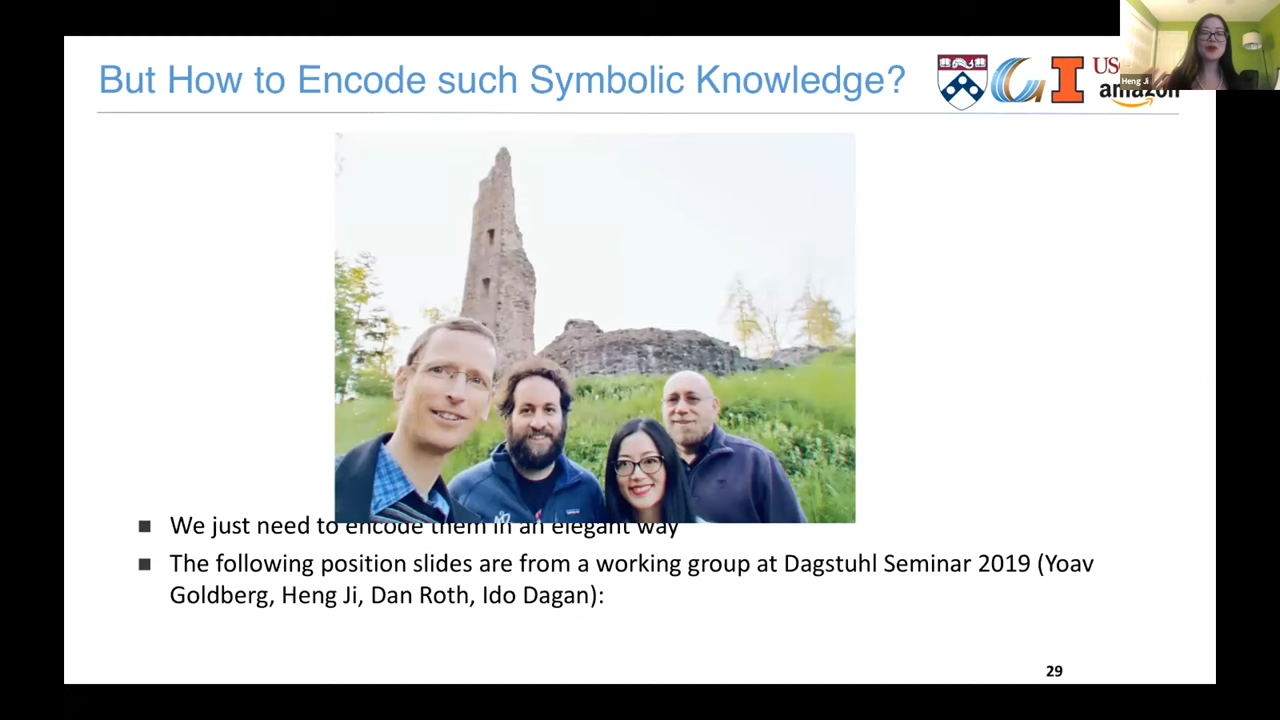 But How to Encode such Symbolic Knowledge?
Heng Ji
amazon
We just need to encode them in an elegant way
The following position slides are from a working group at Dagstuhl Seminar 2019 (Yoav
Goldberg, Heng Ji, Dan Roth, Ido Dagan):
29